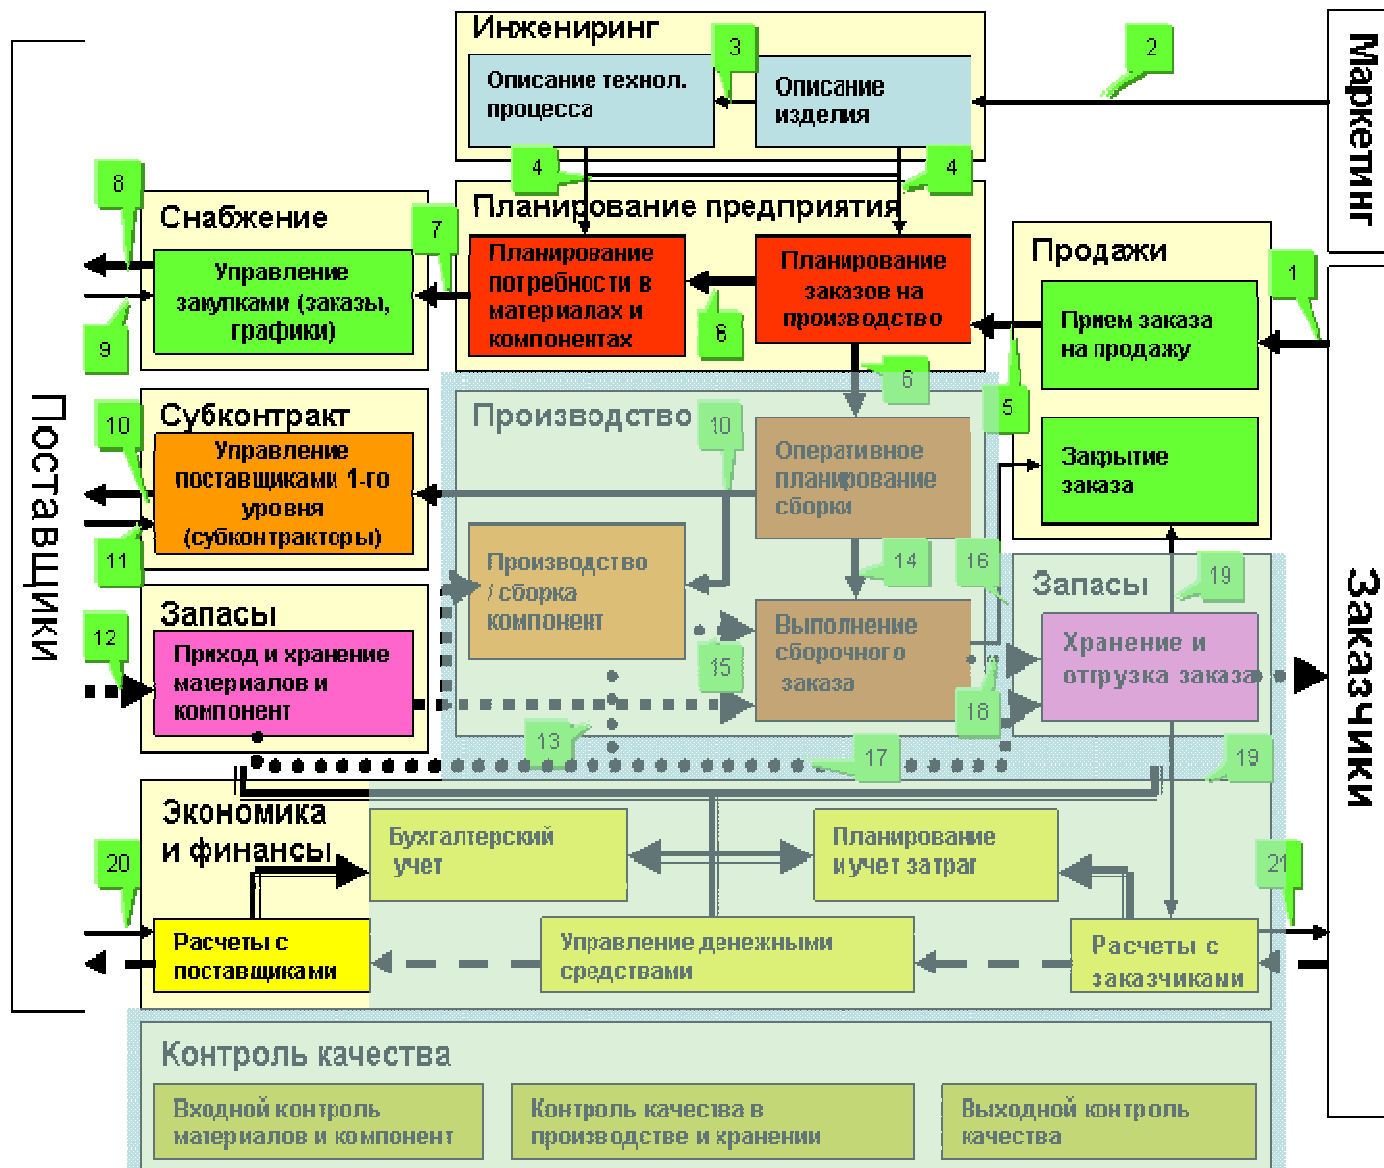 Инжениринг
Описание технол.
процесса
3
Описание
изделия
2
Маркетинг
4
4
8
Снабжение
Управление
закупками (заказы,
графики)
9
7
Планирование предприятия
Планирование
потребности в
материалах и
компонентах
6
Планирование
заказов на
производство
6
Продажи
Прием заказа
на продажу
1
5
Закрытие
заказа
Поставщики
10
Субконтракт
Управление
поставщиками 1-го
уровня
(субконтракторы)
11
Производство
10
Оперативное
планирование
сборки
Производство
/ сборка
компонент
14
15
Выполнение
сборочного
заказа
16
18
Запасы
19
Хранение и
отгрузка заказа
Заказчики
12
Запасы
Приход и хранение
материалов и
компонент
13
17
19
Экономика
и финансы
Бухгалтерский
учет
Планирование
и учет затрат
20
Расчеты с
поставщиками
Управление денежными
средствами
Расчеты с
заказчиками
21
Контроль качества
Входной контроль
материалов и компонент
Контроль качества в
производстве и хранении
Выходной контроль
качества